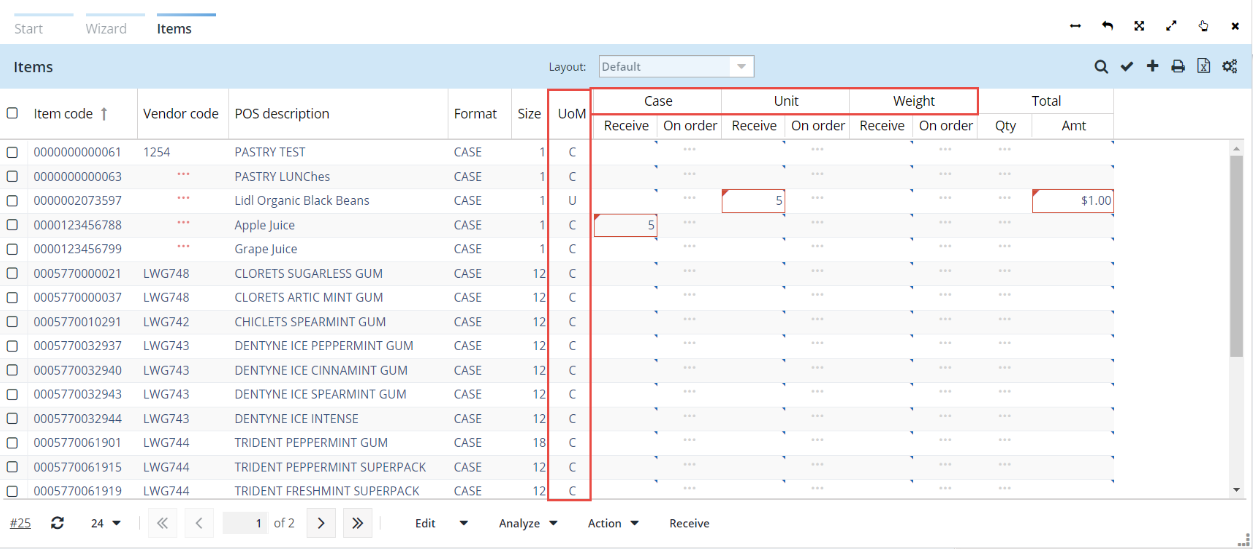 Start Wizard Items
Items Layout: Default
Case Unit Weight Total
Item code ↑ Vendor code POS description Format Size UoM
Receive On order Receive On order Receive On order Qty Amt
0000000000061 1254 PASTRY TEST CASE 1 C ... ... ... ...
0000000000063 ... PASTRY LUNChes CASE 1 C ... ... ... ...
0000002073597 ... Lidl Organic Black Beans CASE 1 U ... 5 ... ... ... $1.00
0000123456788 ... Apple Juice CASE 1 C 5 ... ... ... ...
0000123456799 ... Grape Juice CASE 1 C ... ... ... ...
0005770000021 LWG748 CLORETS SUGARLESS GUM CASE 12 C ... ... ... ...
0005770000037 LWG748 CLORETS ARTIC MINT GUM CASE 12 C ... ... ... ...
0005770010291 LWG742 CHICLETS SPEARMINT GUM CASE 12 C ... ... ... ...
0005770032937 LWG743 DENTYNE ICE PEPPERMINT GUM CASE 12 C ... ... ... ...
0005770032940 LWG743 DENTYNE ICE CINNAMINT GUM CASE 12 C ... ... ... ...
0005770032943 LWG743 DENTYNE ICE SPEARMINT GUM CASE 12 C ... ... ... ...
0005770032944 LWG743 DENTYNE ICE INTENSE CASE 12 C ... ... ... ...
0005770061901 LWG744 TRIDENT PEPPERMINT GUM CASE 18 C ... ... ... ...
0005770061915 LWG744 TRIDENT PEPPERMINT SUPERPACK CASE 12 C ... ... ... ...
0005770061919 LWG744 TRIDENT FRESHMINT SUPERPACK CASE 12 C ... ... ... ...
#25 24 1 of 2 Edit Analyze Action Receive